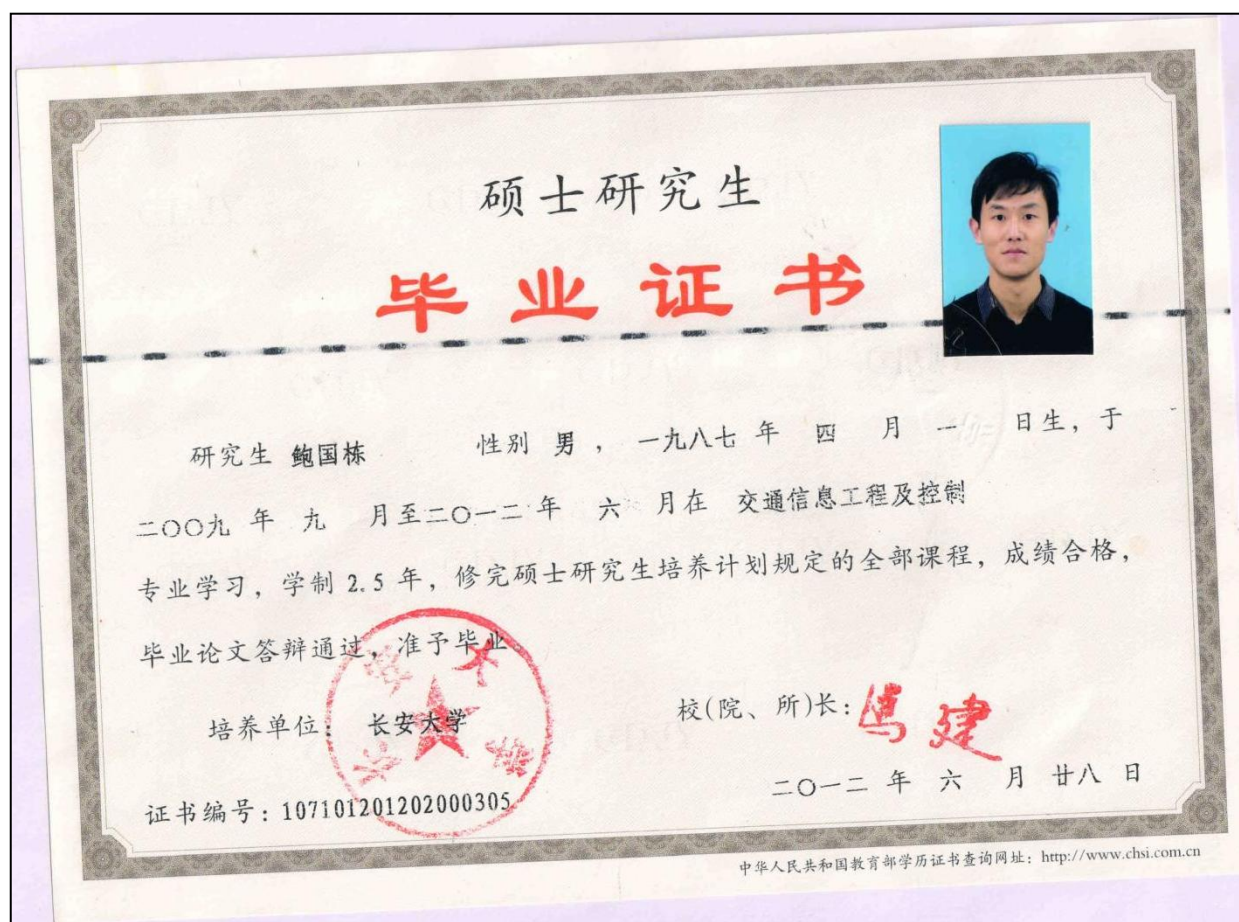 硕士研究生
毕业证书
研究生 鲍国栋 性别 男 ， 一九八七 年 四 月 一 日生，于
二〇〇九 年 九 月至二〇一二 年 六 月在 交通信息工程及控制
专业学习，学制 2.5 年，修完硕士研究生培养计划规定的全部课程，成绩合格，
毕业论文答辩通过，准予毕业
培养单位： 长安大学
校(院、所)长：马建
二〇一二 年 六 月 廿八 日
证书编号：107101201202000305
中华人民共和国教育部学历证书查询网址：http://www.chsi.com.cn